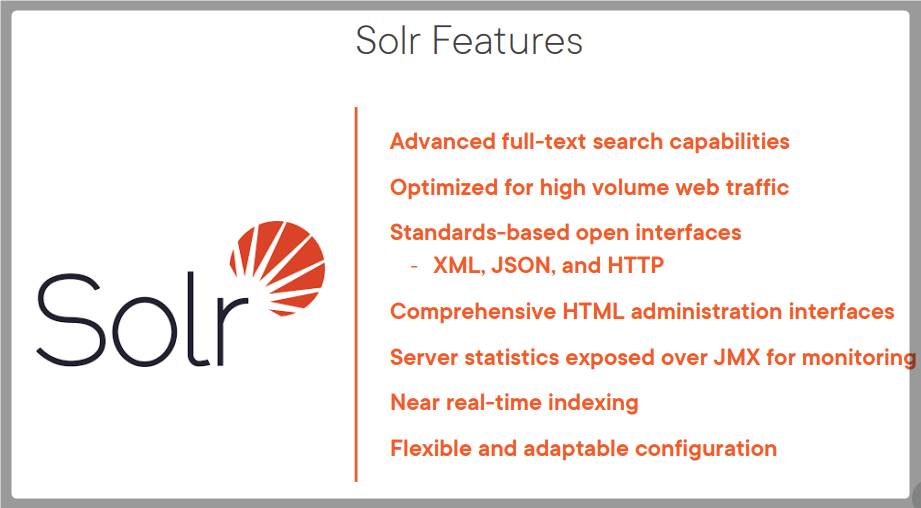 Solr Features
Advanced full-text search capabilities
Optimized for high volume web traffic
Standards-based open interfaces
- XML, JSON, and HTTP
Comprehensive HTML administration interfaces
Server statistics exposed over JMX for monitoring
Near real-time indexing
Flexible and adaptable configuration
Solr